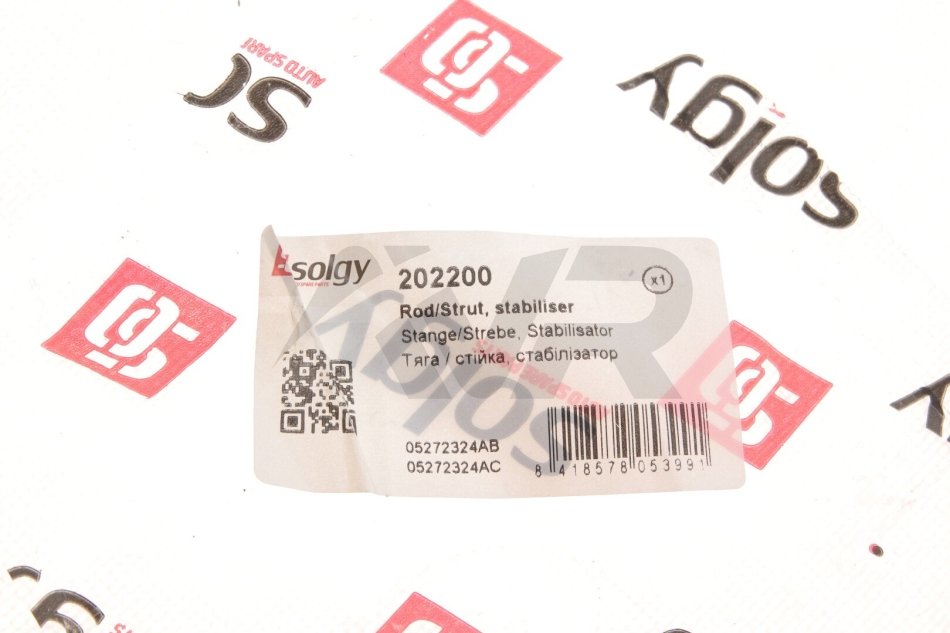 AUTO SPARE
solgy
solgy
202200
x1
Rod/Strut, stabiliser
Stange/Strebe, Stabilisator
Тяга / стійка, стабілізатор
solgy
05272324AB
05272324AC
8 418578 053991